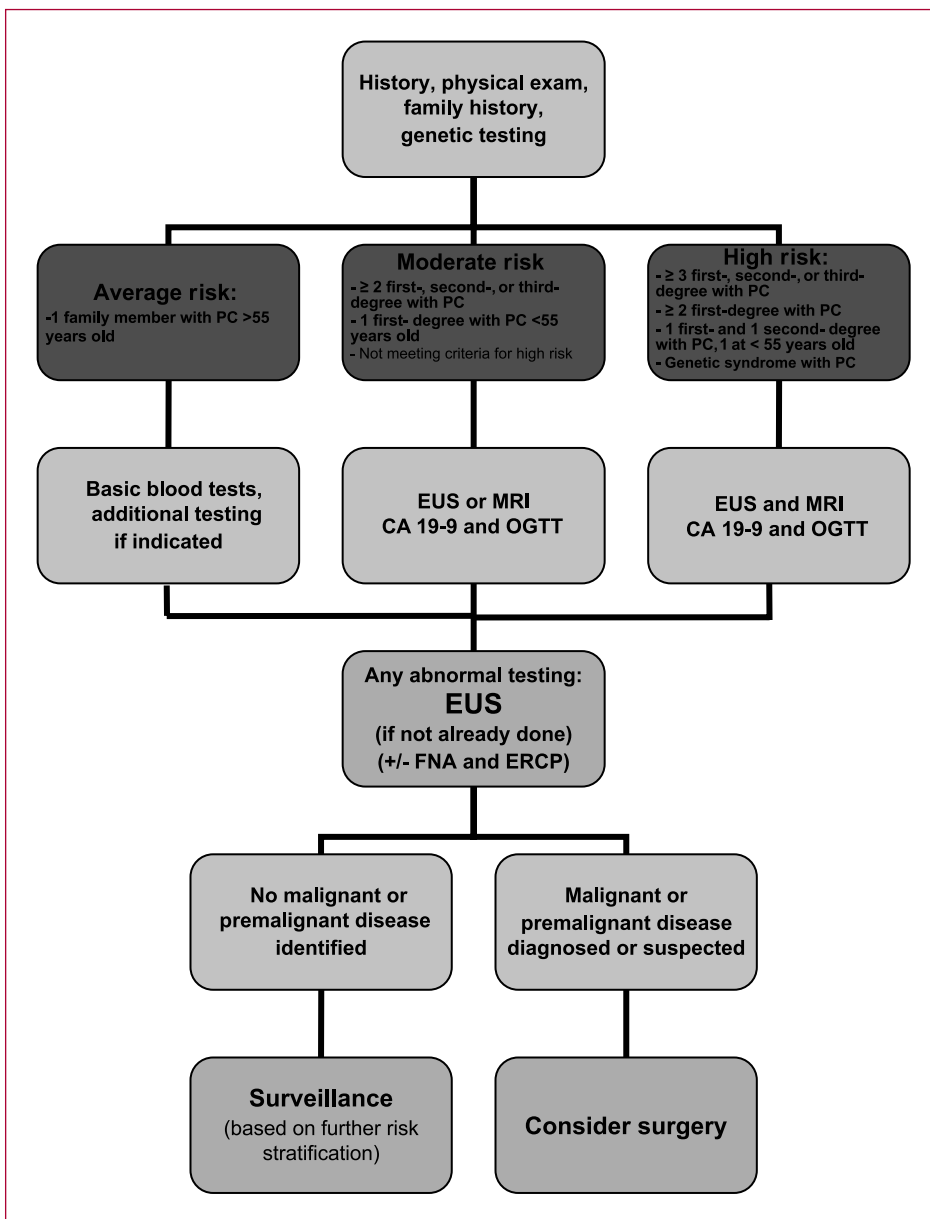 History, physical exam,
family history,
genetic testing
Average risk:
-1 family member with PC >55
years old
Moderate risk
- ≥ 2 first-, second-, or third-
degree with PC
- 1 first- degree with PC <55
years old
- Not meeting criteria for high risk
High risk:
- ≥ 3 first-, second-, or third-
degree with PC
- ≥ 2 first-degree with PC
- 1 first- and 1 second- degree
with PC, 1 at < 55 years old
- Genetic syndrome with PC
Basic blood tests,
additional testing
if indicated
EUS or MRI
CA 19-9 and OGTT
EUS and MRI
CA 19-9 and OGTT
Any abnormal testing:
EUS
(if not already done)
(+/- FNA and ERCP)
No malignant or
premalignant disease
identified
Malignant or
premalignant disease
diagnosed or suspected
Surveillance
(based on further risk
stratification)
Consider surgery